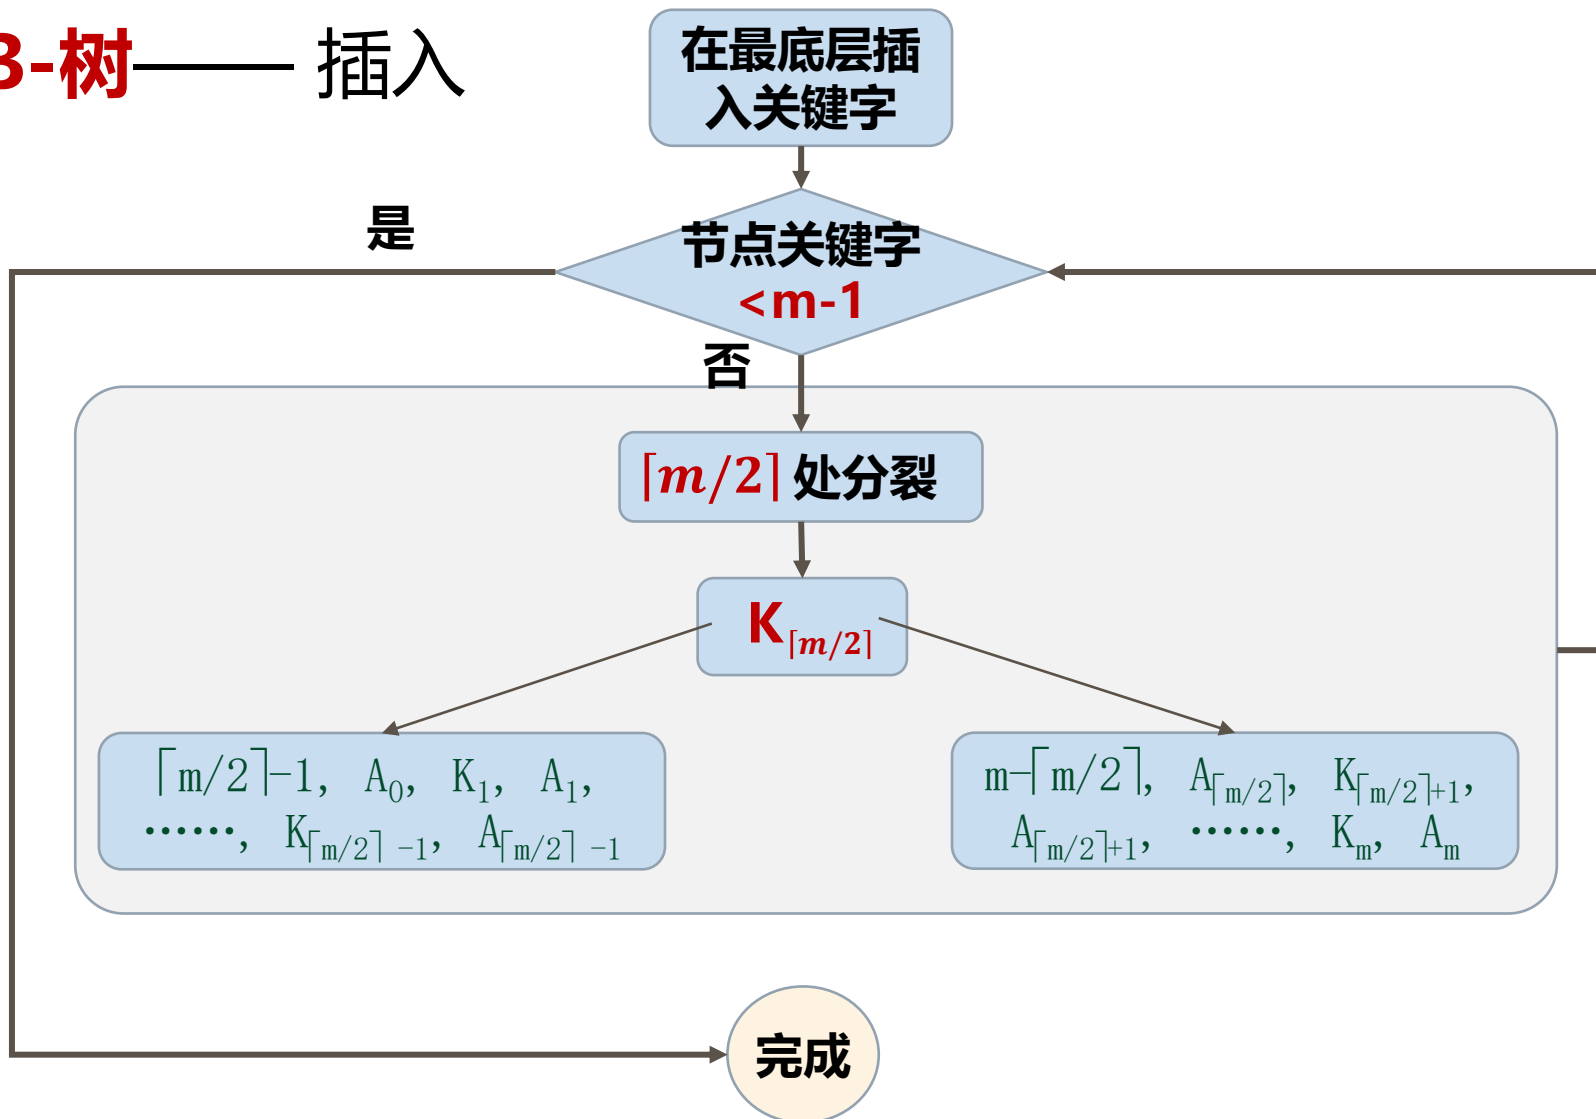 B-树—— 插入
在最底层插
入关键字
是
节点关键字
<m-1
否
⌈m/2⌉ 处分裂
K⌈m/2⌉
⌈m/2⌉-1, A0, K1, A1,
……, K⌈m/2⌉ -1, A⌈m/2⌉ -1
m-⌈m/2⌉, A⌈m/2⌉, K⌈m/2⌉+1,
A⌈m/2⌉+1, ……, Km, Am
完成